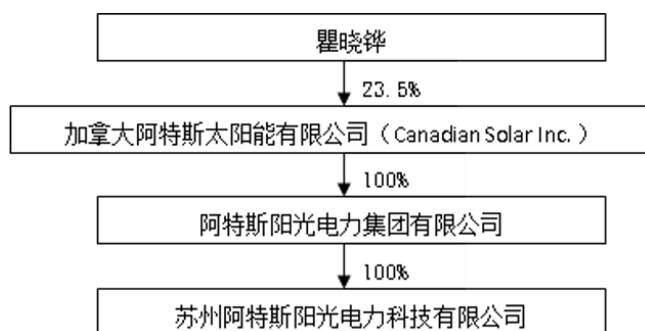 瞿晓铧
23.5%
加拿大阿特斯太阳能有限公司（Canadian Solar Inc.）
100%
阿特斯阳光电力集团有限公司
100%
苏州阿特斯阳光电力科技有限公司